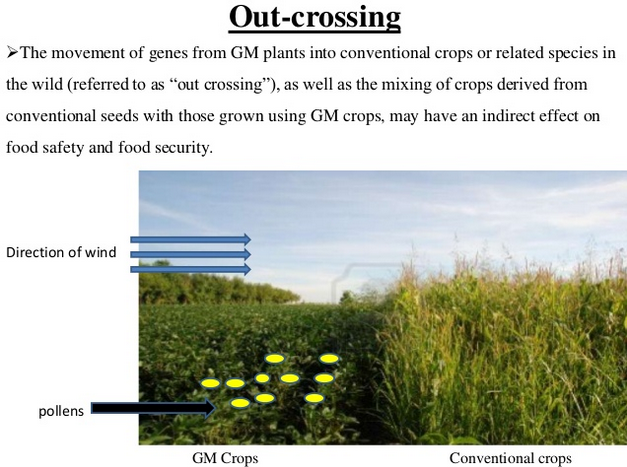 Out-crossing
➢The movement of genes from GM plants into conventional crops or related species in
the wild (referred to as “out crossing”), as well as the mixing of crops derived from
conventional seeds with those grown using GM crops, may have an indirect effect on
food safety and food security.
Direction of wind
pollens
GM Crops
Conventional crops